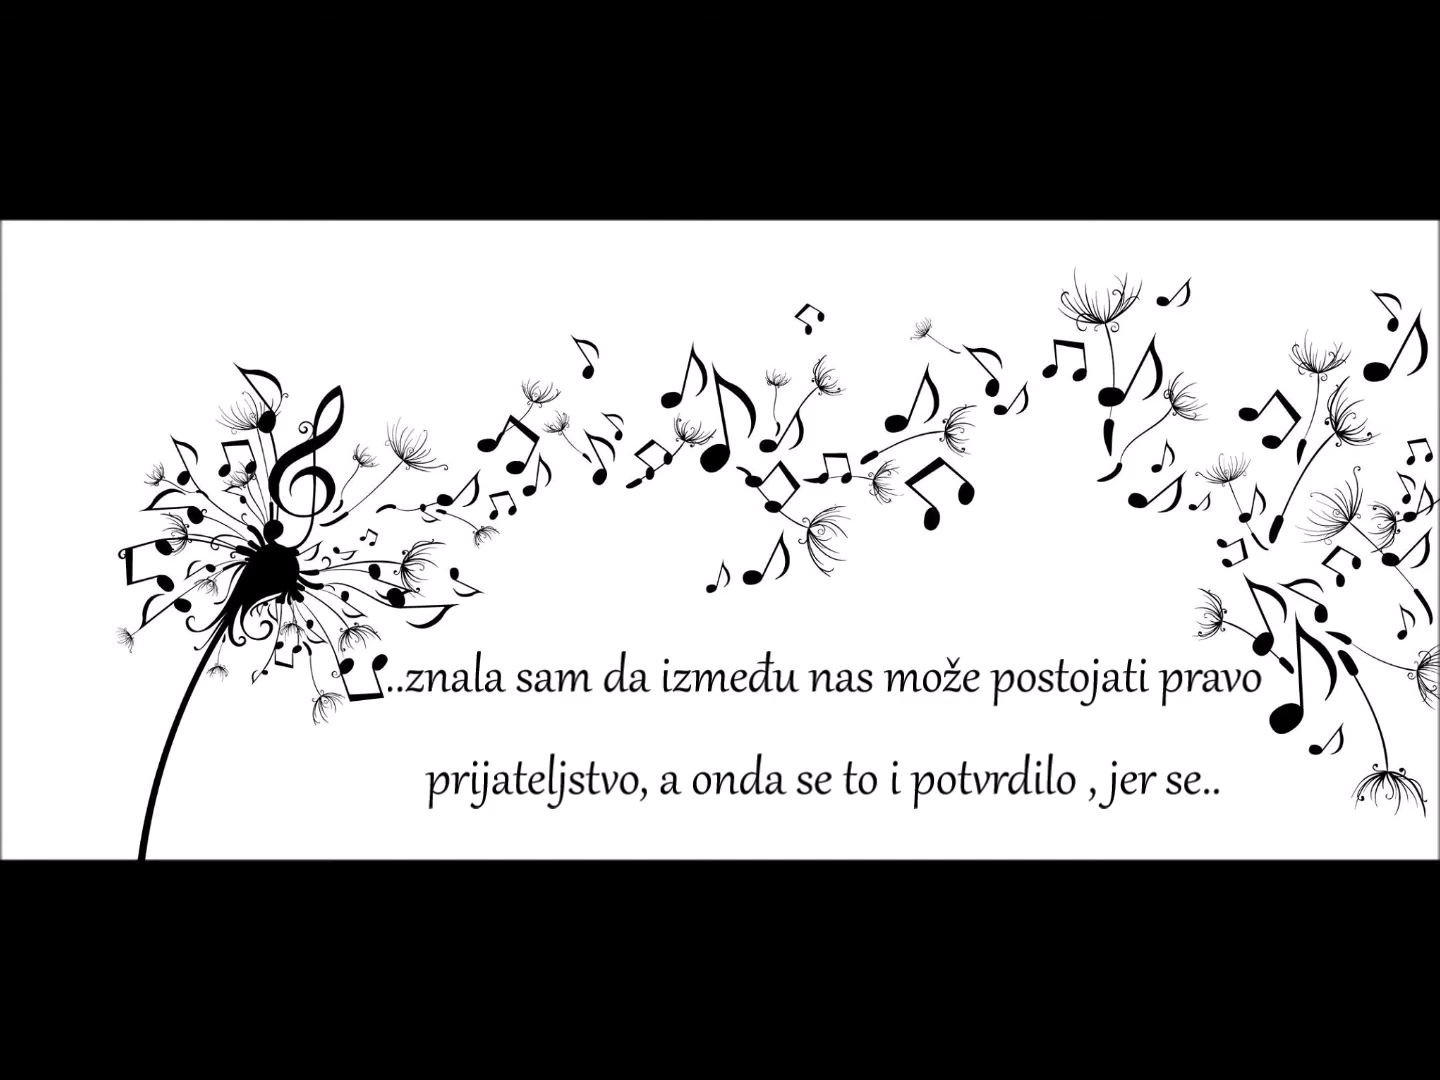 ..znala sam da između nas može postojati pravo
prijateljstvo, a onda se to i potvrdilo , jer se..